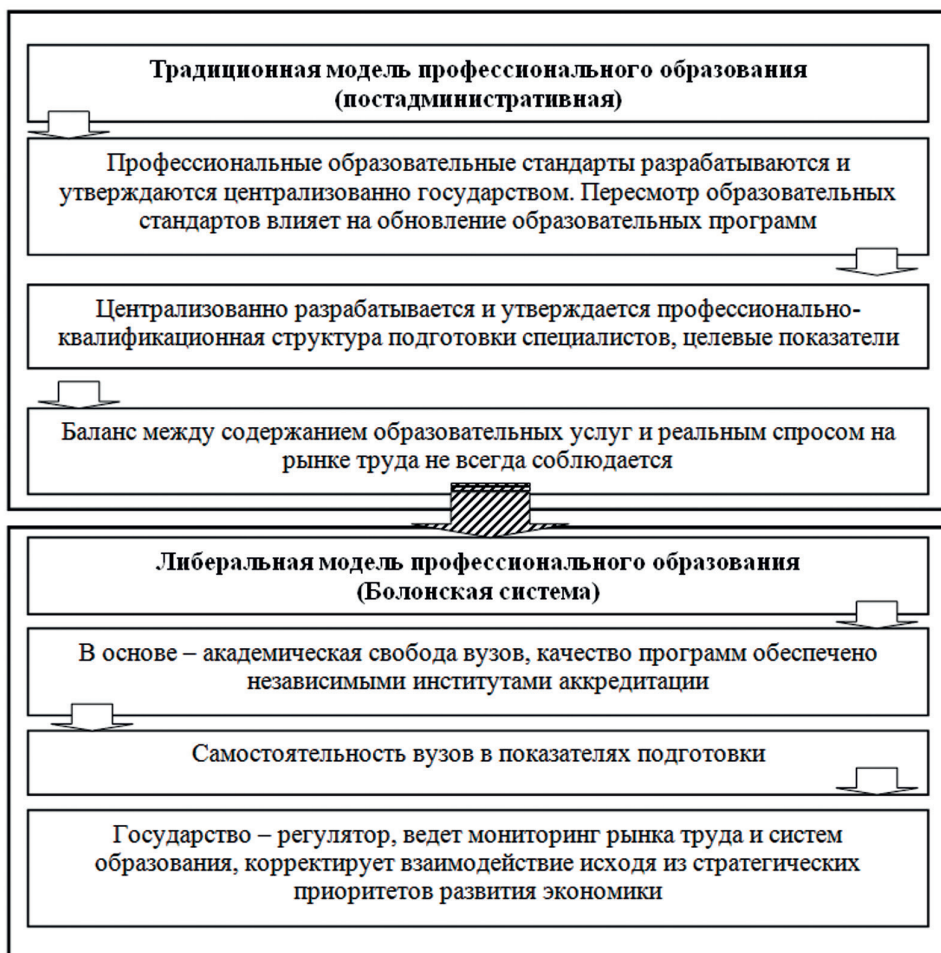 Традиционная модель профессионального образования
(постадминистративная)
Профессиональные образовательные стандарты разрабатываются и
утверждаются централизованно государством. Пересмотр образовательных
стандартов влияет на обновление образовательных программ
Централизованно разрабатывается и утверждается профессионально-
квалификационная структура подготовки специалистов, целевые показатели
Баланс между содержанием образовательных услуг и реальным спросом на
рынке труда не всегда соблюдается
Либеральная модель профессионального образования
(Болонская система)
В основе – академическая свобода вузов, качество программ обеспечено
независимыми институтами аккредитации
Самостоятельность вузов в показателях подготовки
Государство – регулятор, ведет мониторинг рынка труда и систем
образования, корректирует взаимодействие исходя из стратегических
приоритетов развития экономики